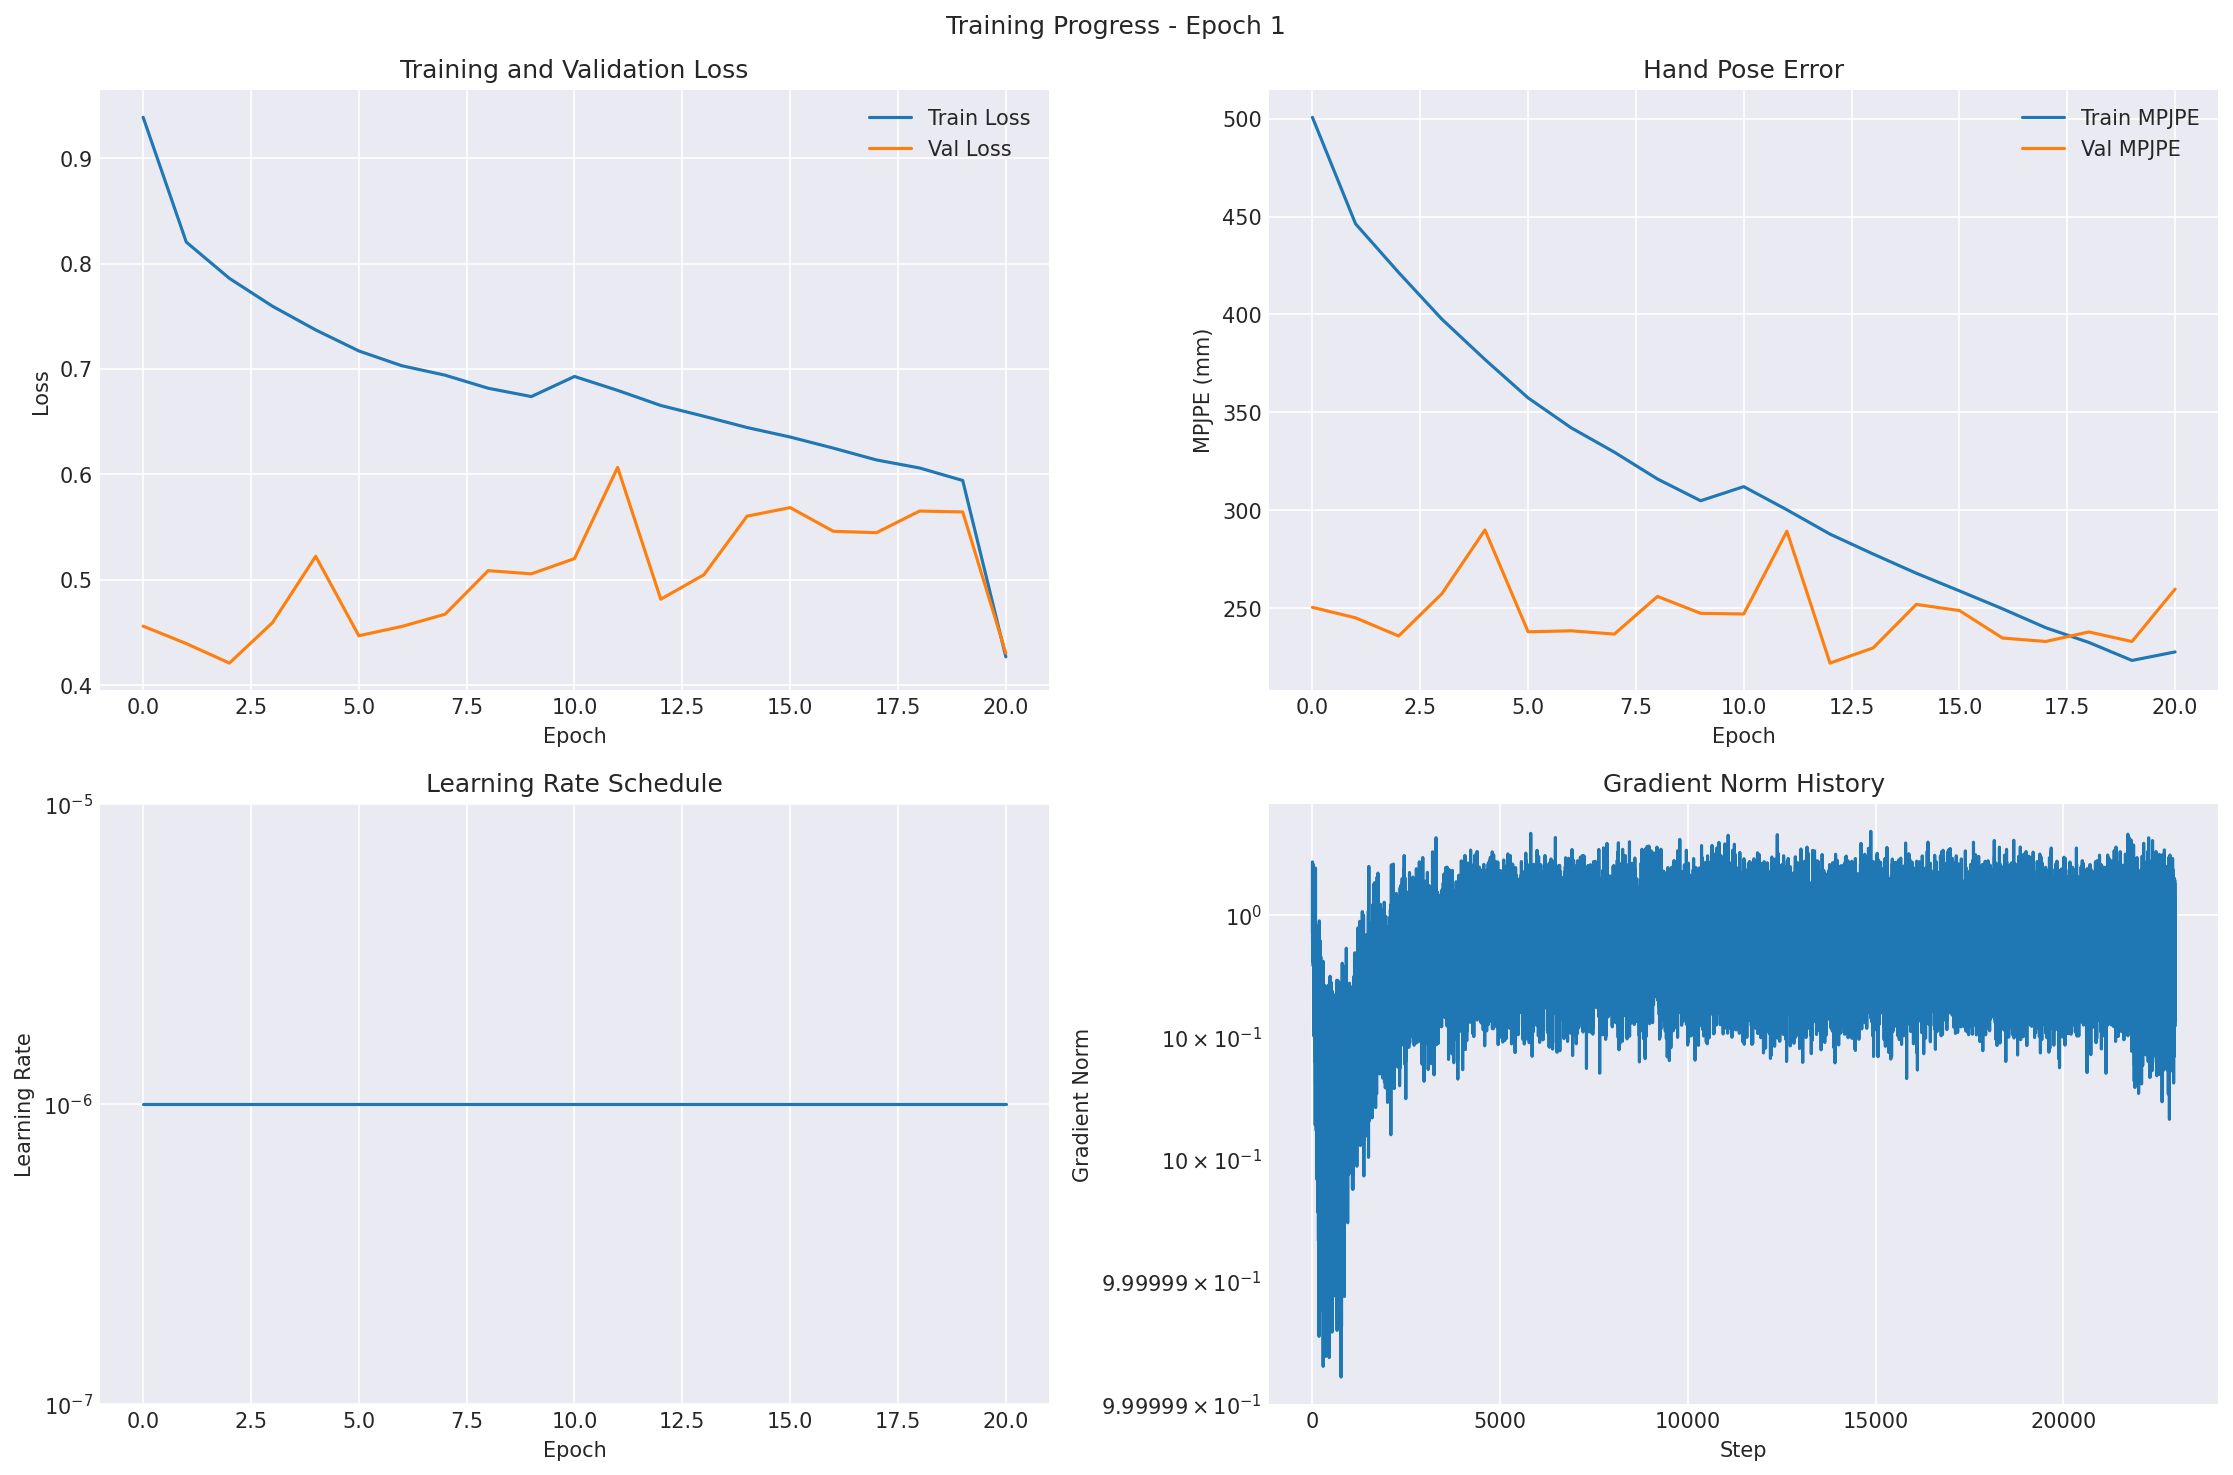 Training Progress - Epoch 1
Training and Validation Loss
Loss
0.9
0.8
0.7
0.6
0.5
0.4
Train Loss
Val Loss
0.0 2.5 5.0 7.5 10.0 12.5 15.0 17.5 20.0
Epoch
Hand Pose Error
MPJPE (mm)
500
450
400
350
300
250
Train MPJPE
Val MPJPE
0.0 2.5 5.0 7.5 10.0 12.5 15.0 17.5 20.0
Epoch
Learning Rate Schedule
Learning Rate
10⁻⁵
10⁻⁶
10⁻⁷
0.0 2.5 5.0 7.5 10.0 12.5 15.0 17.5 20.0
Epoch
Gradient Norm History
Gradient Norm
10⁰
10 × 10⁻¹
10 × 10⁻¹
9.99999 × 10⁻¹
9.99999 × 10⁻¹
0 5000 10000 15000 20000
Step